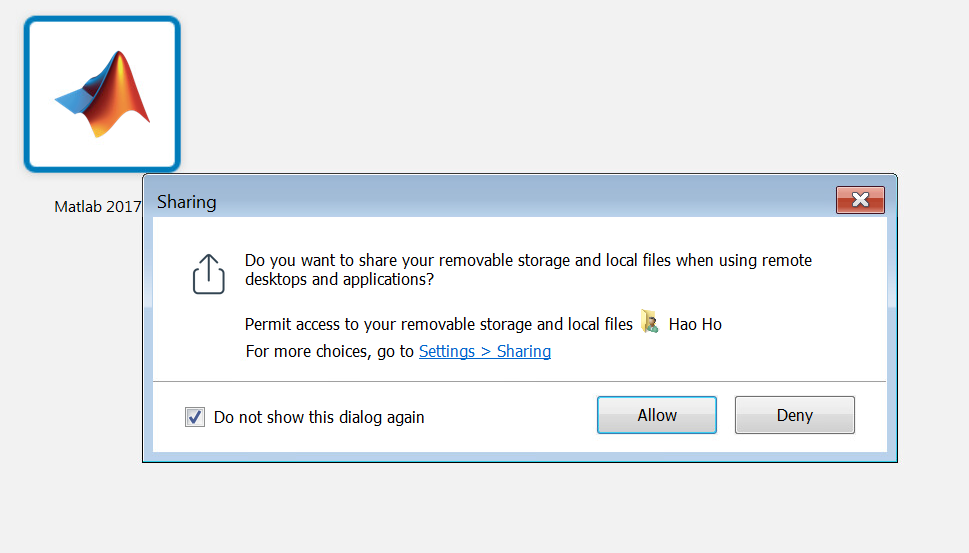 Matlab 2017
Sharing
Do you want to share your removable storage and local files when using remote
desktops and applications?
Permit access to your removable storage and local files Hao Ho
For more choices, go to Settings > Sharing
Do not show this dialog again
Allow
Deny